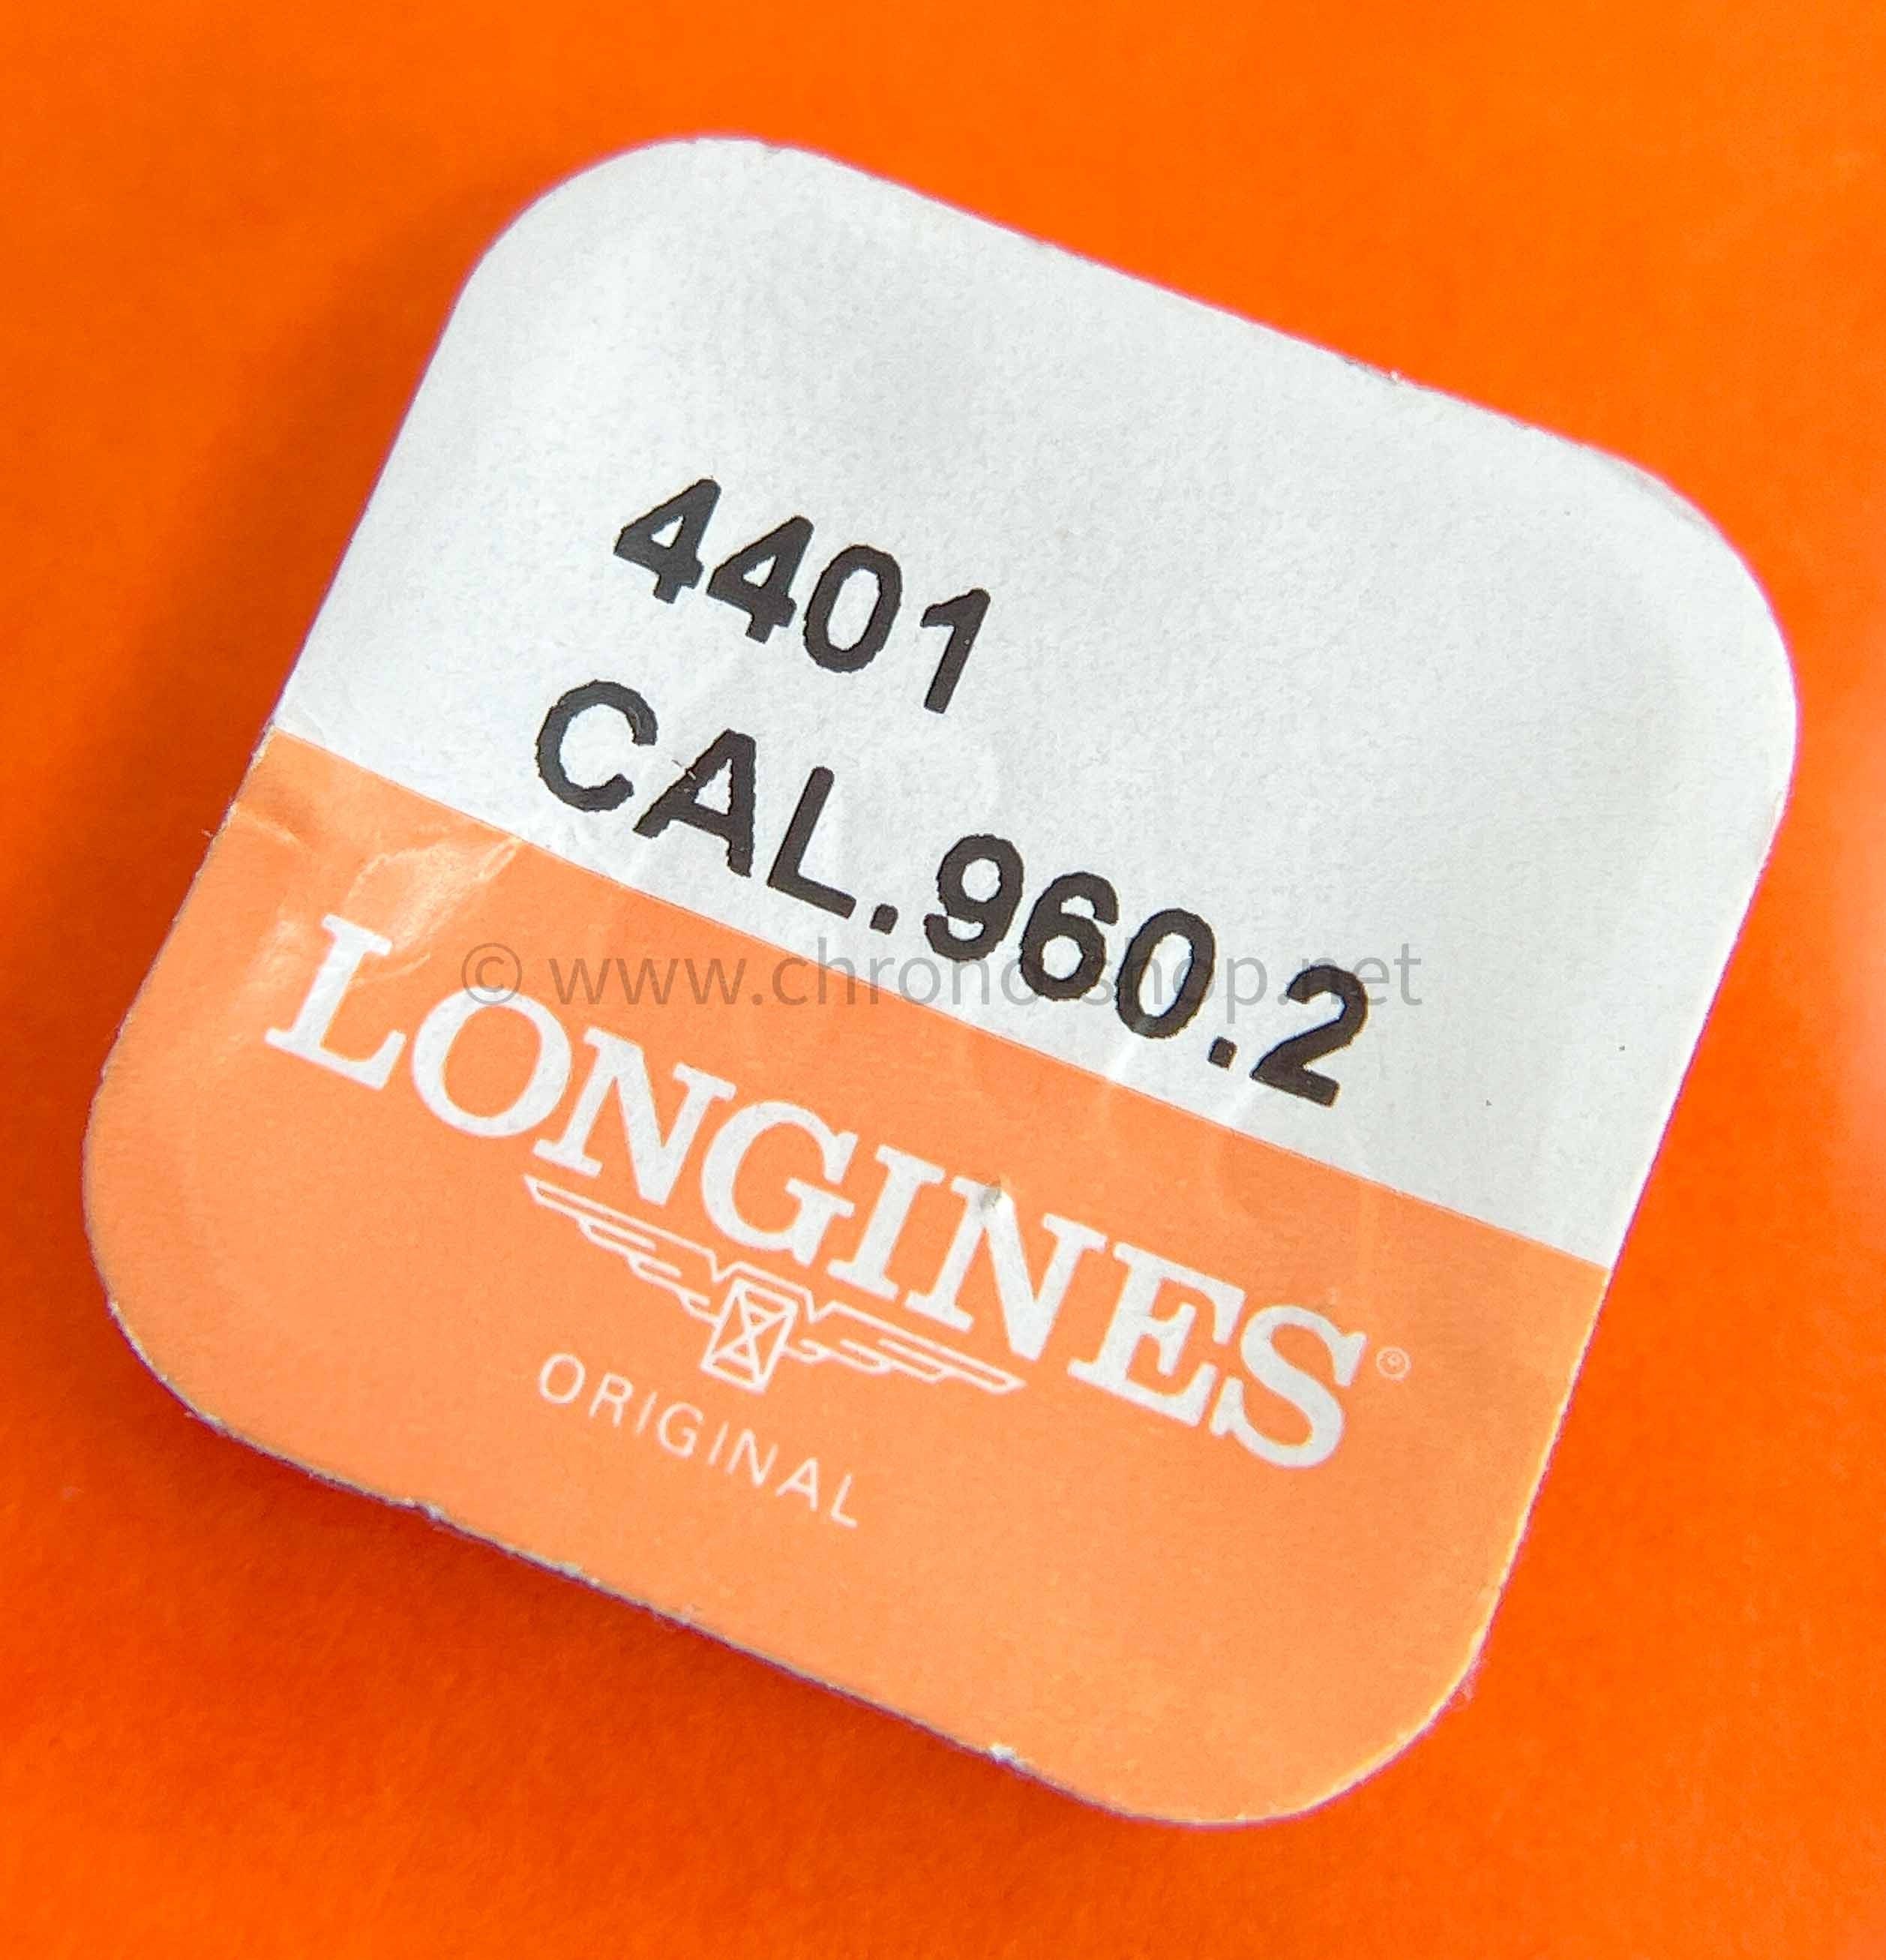 4401
CAL.960.2
© www.chrono-shop.net
LONGINES®
ORIGINAL